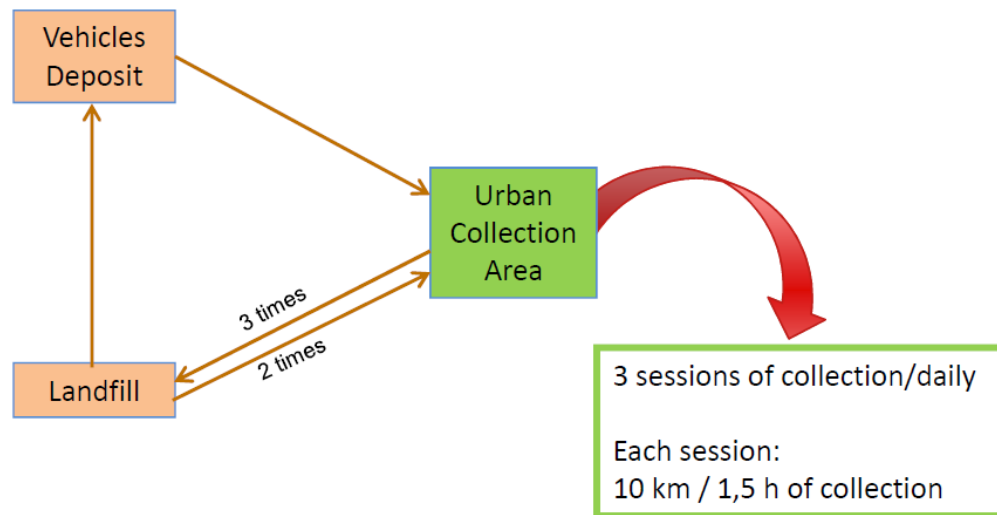 Vehicles
Deposit
Urban
Collection
Area
3 times
2 times
Landfill
3 sessions of collection/daily
Each session:
10 km / 1,5 h of collection